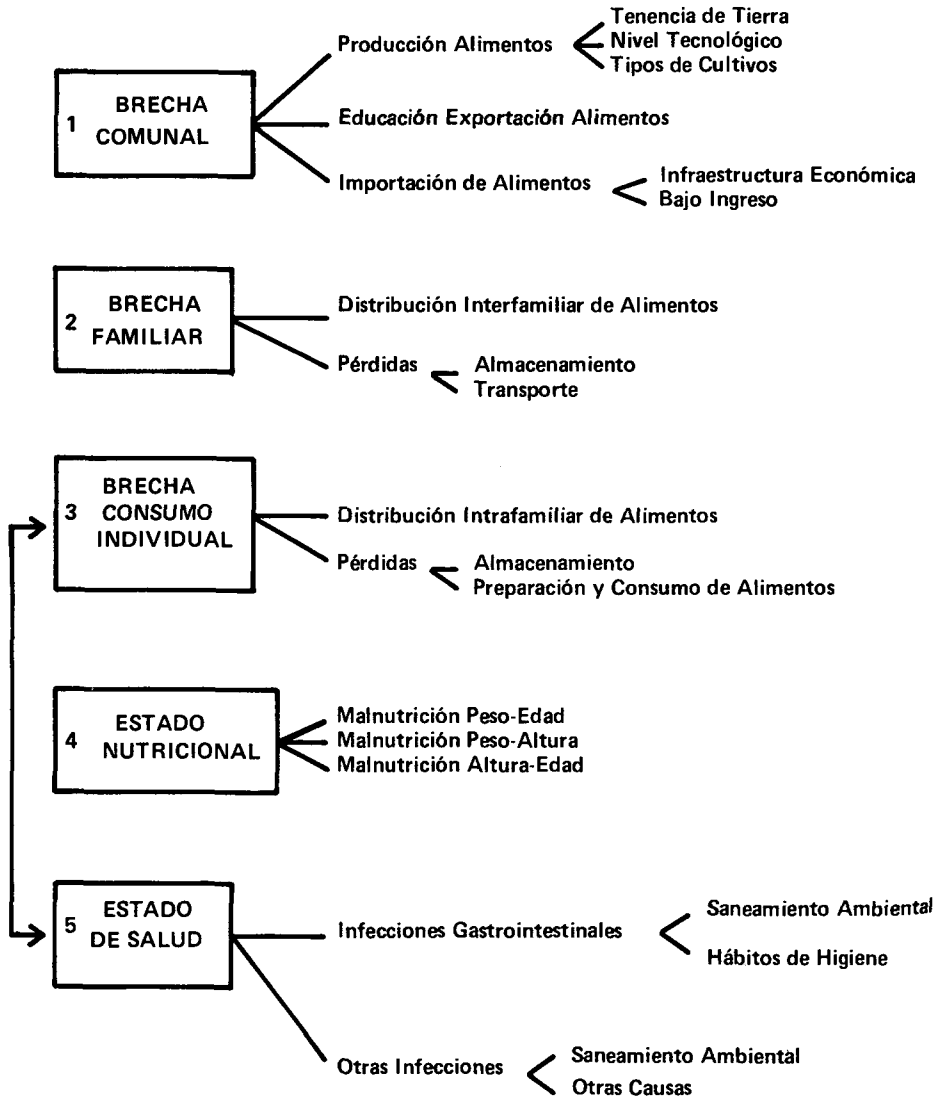 1
BRECHA
COMUNAL
Producción Alimentos
Tenencia de Tierra
Nivel Tecnológico
Tipos de Cultivos
Educación Exportación Alimentos
Importación de Alimentos
Infraestructura Económica
Bajo Ingreso
2
BRECHA
FAMILIAR
Distribución Interfamiliar de Alimentos
Pérdidas
Almacenamiento
Transporte
3
BRECHA
CONSUMO
INDIVIDUAL
Distribución Intrafamiliar de Alimentos
Pérdidas
Almacenamiento
Preparación y Consumo de Alimentos
4
ESTADO
NUTRICIONAL
Malnutrición Peso-Edad
Malnutrición Peso-Altura
Malnutrición Altura-Edad
5
ESTADO
DE SALUD
Infecciones Gastrointestinales
Saneamiento Ambiental
Hábitos de Higiene
Otras Infecciones
Saneamiento Ambiental
Otras Causas